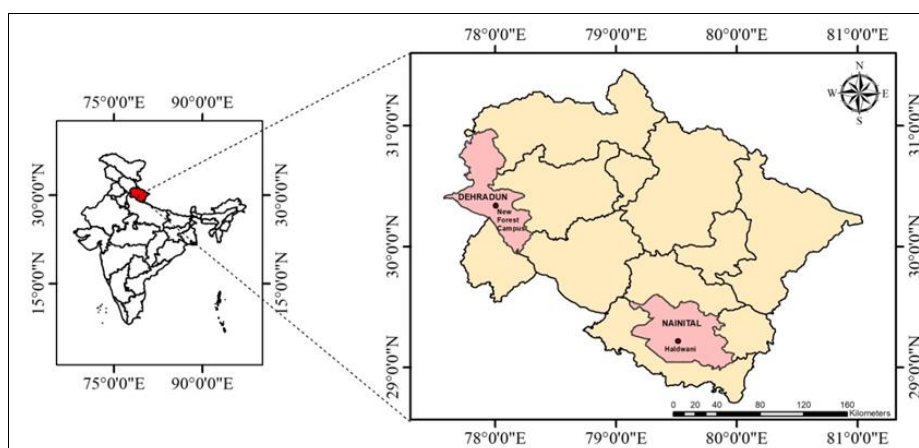 75°0'0"E 90°0'0"E
30°0'0"N
15°0'0"N
30°0'0"N
15°0'0"N
75°0'0"E 90°0'0"E
78°0'0"E 79°0'0"E 80°0'0"E 81°0'0"E
N
W E
S
31°0'0"N
30°0'0"N
29°0'0"N
31°0'0"N
30°0'0"N
29°0'0"N
DEHRADUN
New
Forest
Campus
NAINITAL
Haldwani
0 10 20 40 80 120 160
Kilometers
78°0'0"E 79°0'0"E 80°0'0"E 81°0'0"E